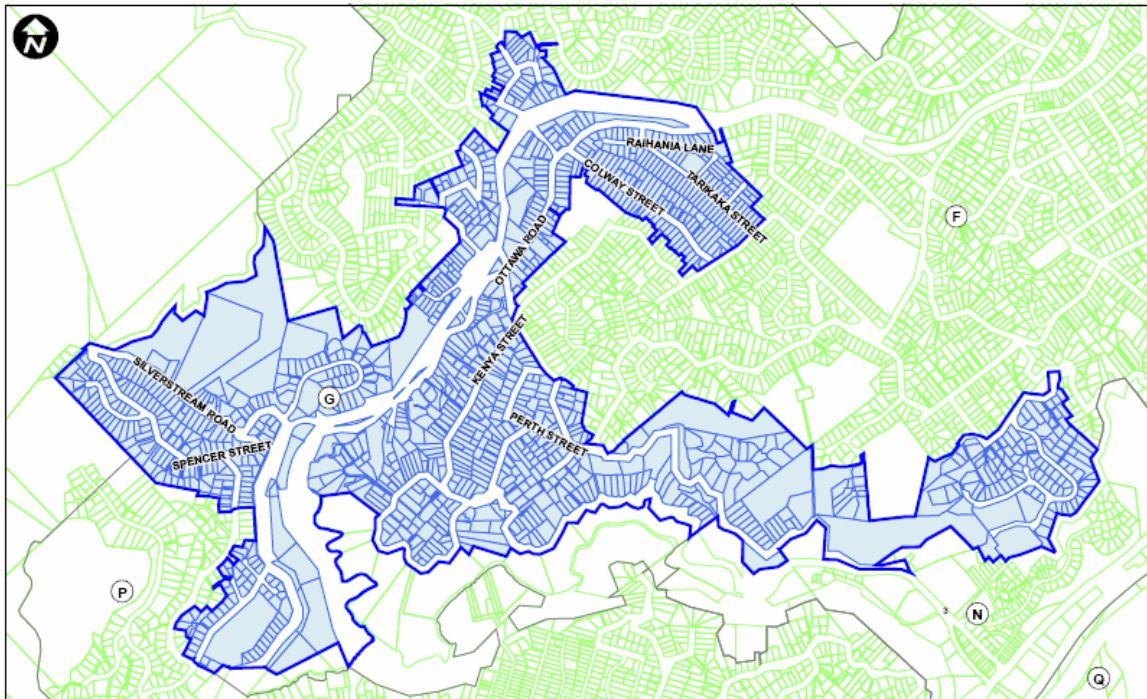 N
RAIHANIA LANE
COLWAY STREET
TARIKAKA STREET
F
OTTAWA ROAD
KENYA STREET
SILVERSTREAM ROAD
G
PERTH STREET
SPENCER STREET
P
3
N
Q